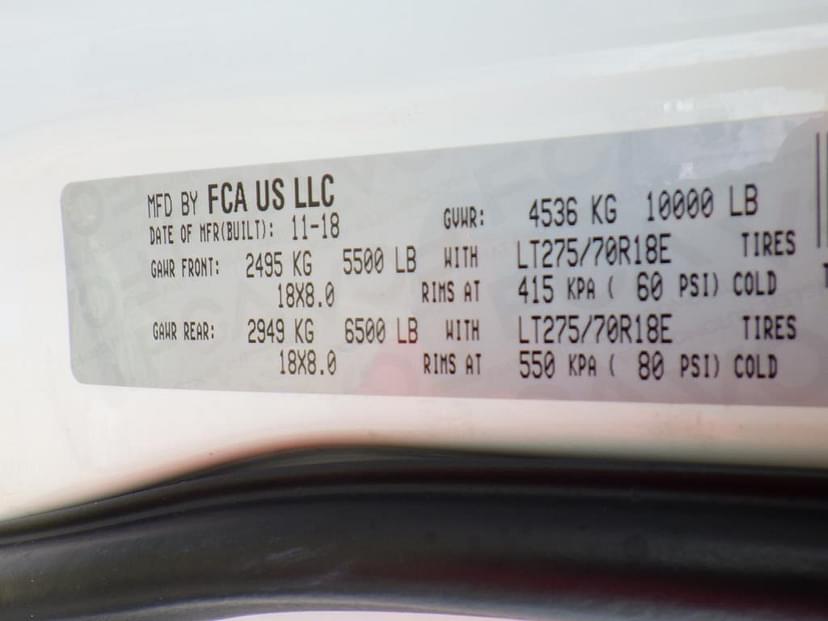 MFD BY FCA US LLC
DATE OF MFR(BUILT): 11-18 GVWR: 4536 KG 10000 LB
GAWR FRONT: 2495 KG 5500 LB WITH LT275/70R18E TIRES
18X8.0 RIMS AT 415 KPA ( 60 PSI) COLD
GAWR REAR: 2949 KG 6500 LB WITH LT275/70R18E TIRES
18X8.0 RIMS AT 550 KPA ( 80 PSI) COLD